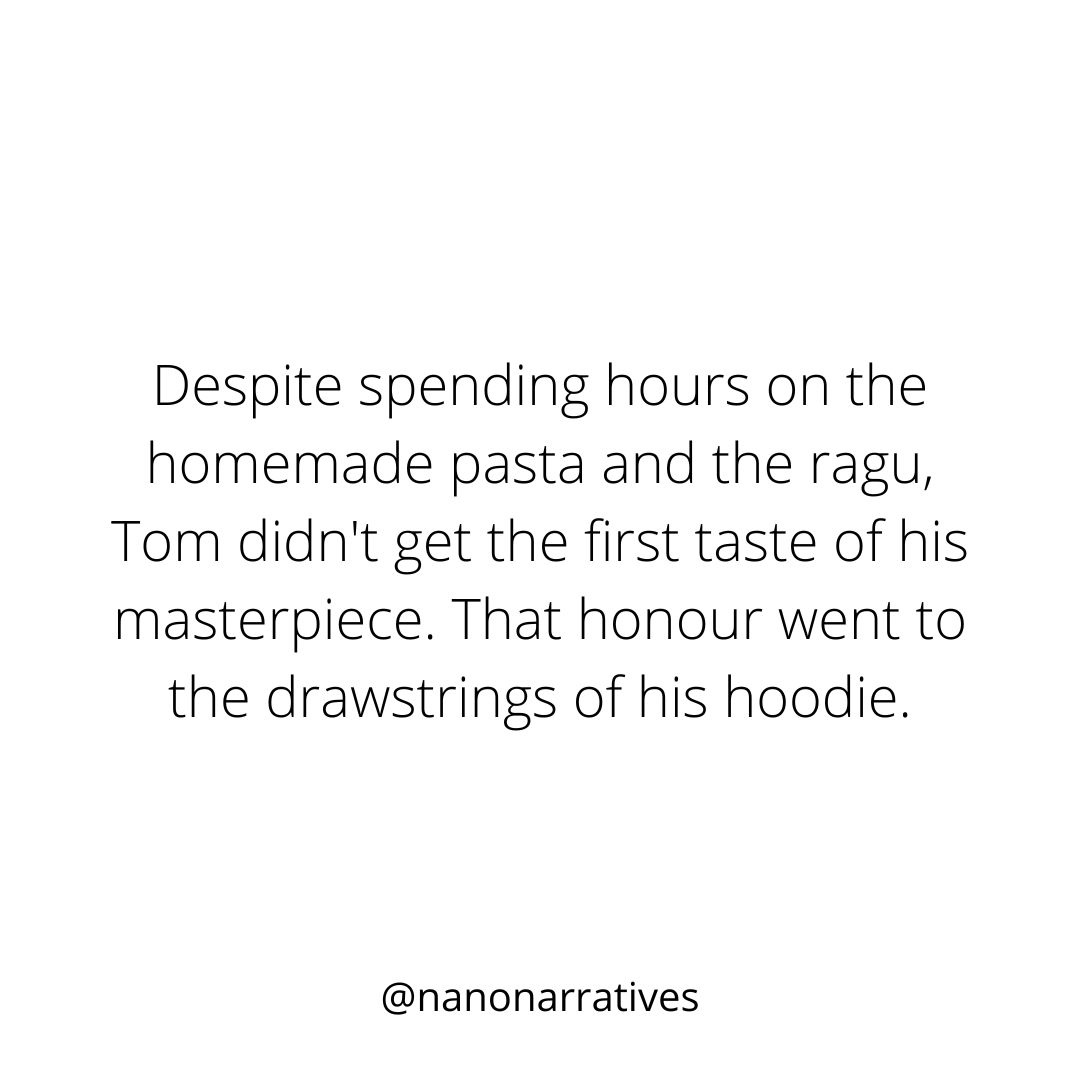 Despite spending hours on the
homemade pasta and the ragu,
Tom didn't get the first taste of his
masterpiece. That honour went to
the drawstrings of his hoodie.
@nanonarratives